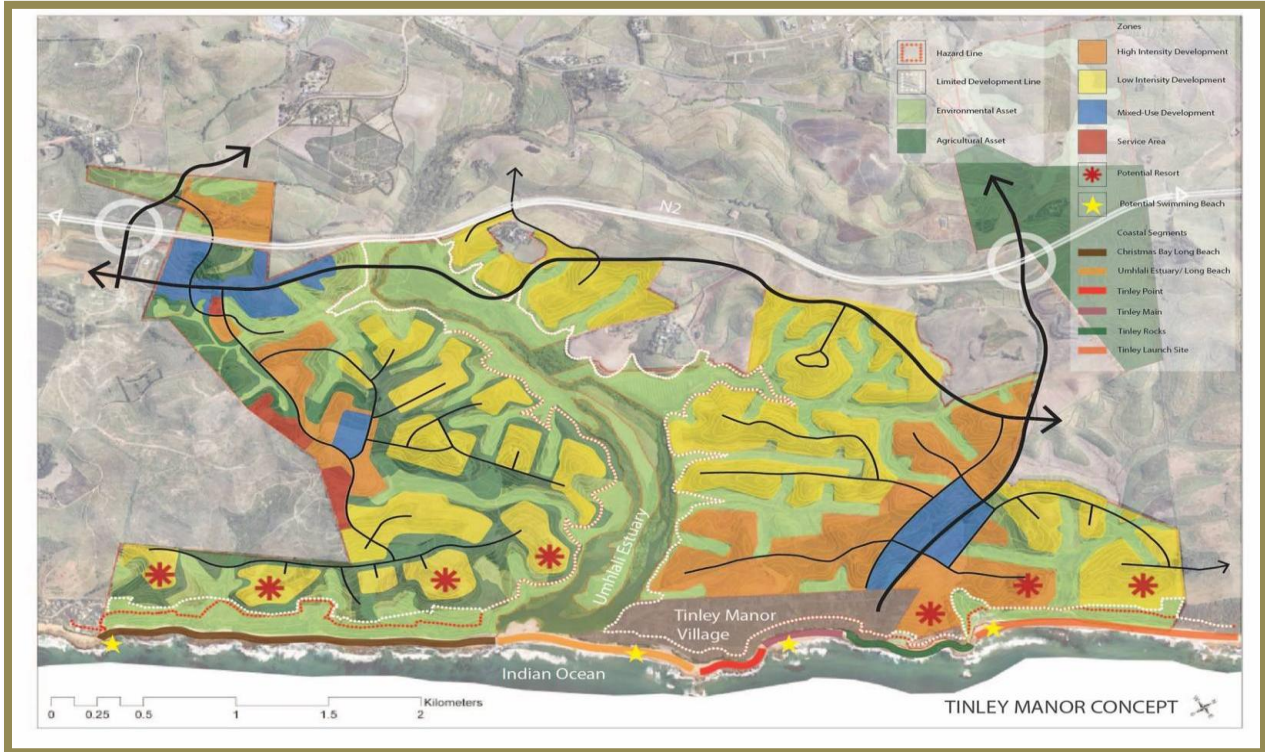 Zones
Hazard Line
High Intensity Development
Limited Development Line
Low Intensity Development
Environmental Asset
Mixed-Use Development
Agricultural Asset
Service Area
Potential Resort
Potential Swimming Beach
Coastal Segments
Christmas Bay Long Beach
Umhlali Estuary/ Long Beach
Tinley Point
Tinley Main
Tinley Rocks
Tinley Launch Site
N2
Umhlali Estuary
Tinley Manor
Village
Indian Ocean
Kilometers
0 0.25 0.5 1 1.5 2
TINLEY MANOR CONCEPT